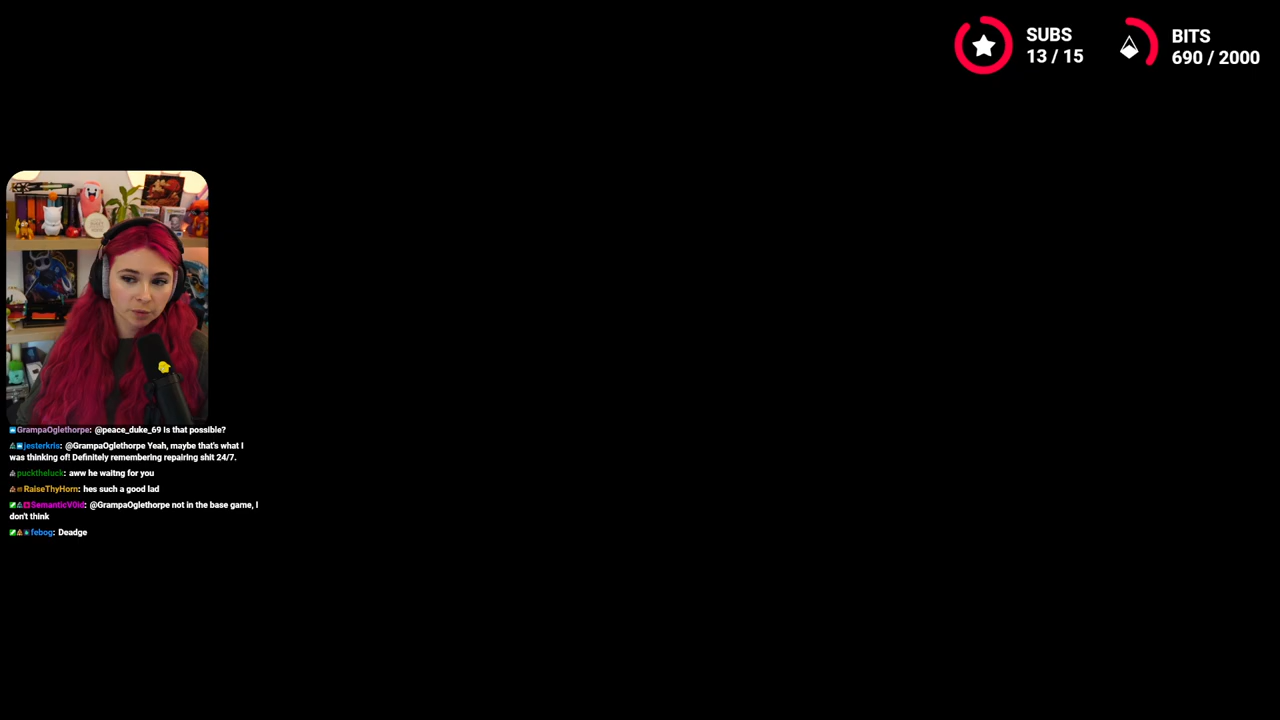 SUBS
13 / 15
BITS
690 / 2000
GrampaOglethorpe: @peace_duke_69 Is that possible?
jesterkris: @GrampaOglethorpe Yeah, maybe that's what I
was thinking of! Definitely remembering repairing shit 24/7.
pucktheluck: aww he waitng for you
RaiseThyHorn: hes such a good lad
SemanticV0id: @GrampaOglethorpe not in the base game, I
don't think
febog: Deadge